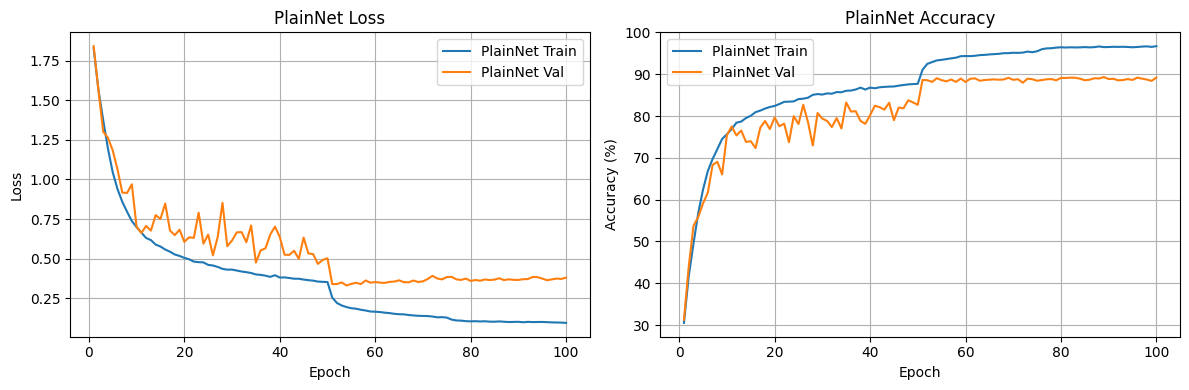 PlainNet Loss
PlainNet Train
PlainNet Val
Loss
1.75
1.50
1.25
1.00
0.75
0.50
0.25
0
20
40
60
80
100
Epoch
PlainNet Accuracy
PlainNet Train
PlainNet Val
Accuracy (%)
100
90
80
70
60
50
40
30
0
20
40
60
80
100
Epoch